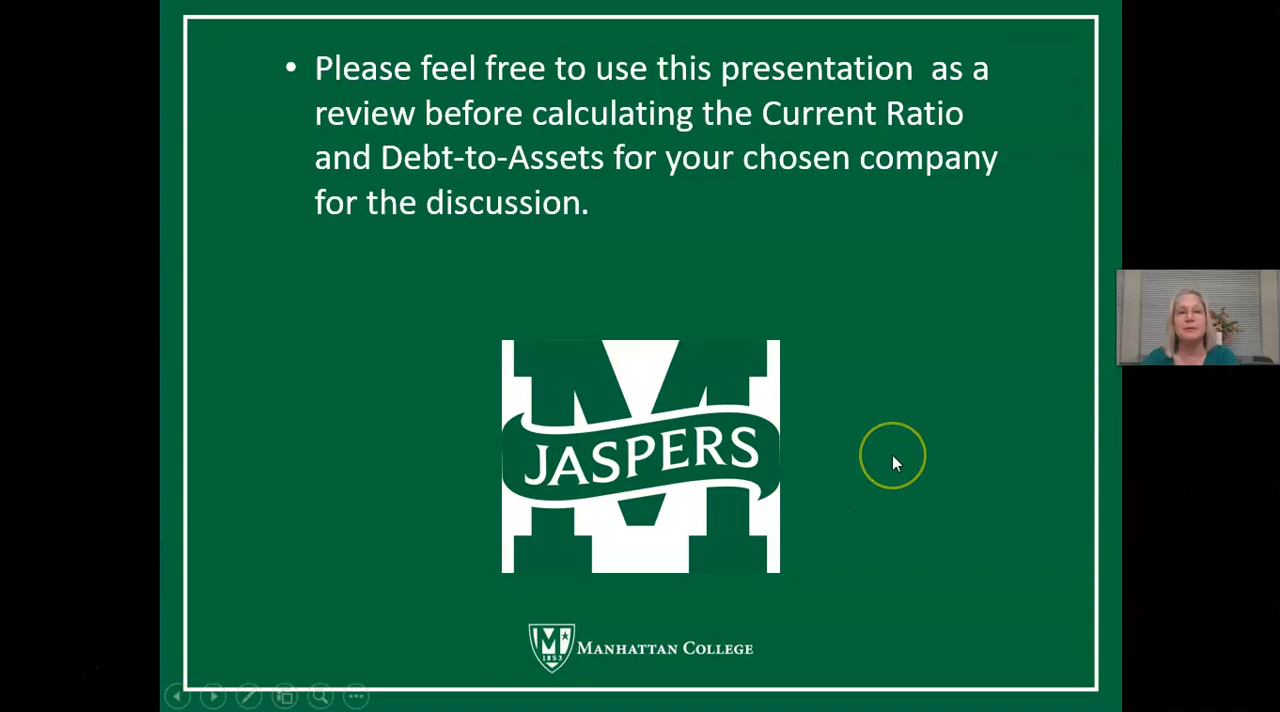 • Please feel free to use this presentation  as a
review before calculating the Current Ratio
and Debt-to-Assets for your chosen company
for the discussion.
JASPERS
M
1853
MANHATTAN COLLEGE